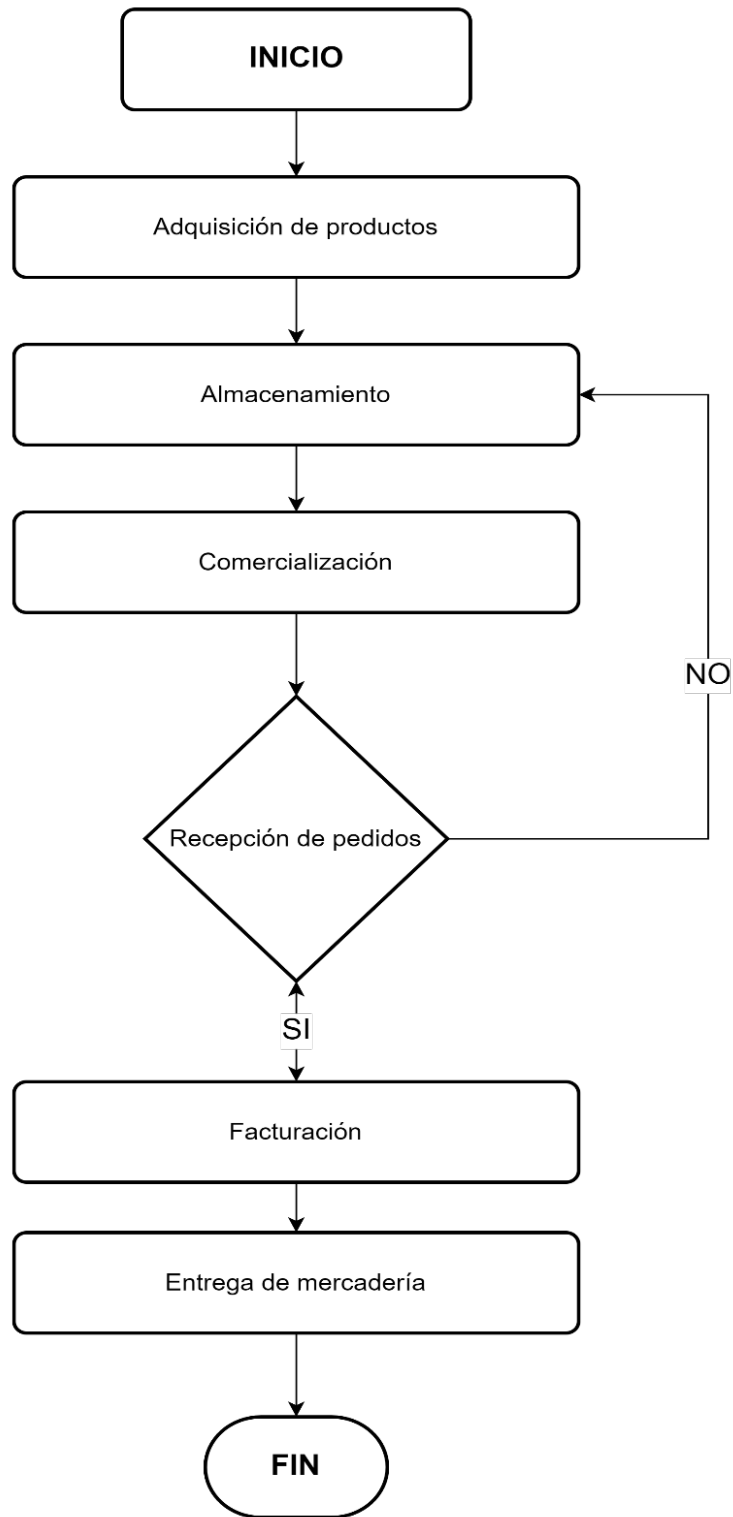 INICIO
Adquisición de productos
Almacenamiento
Comercialización
NO
Recepción de pedidos
SI
Facturación
Entrega de mercadería
FIN